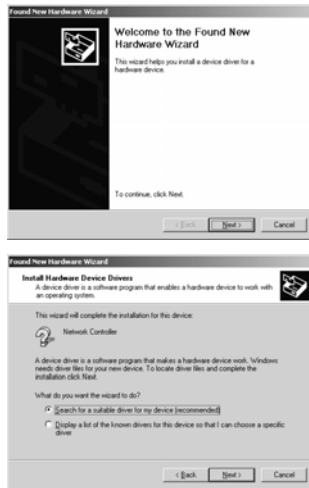 Found New Hardware Wizard
Welcome to the Found New
Hardware Wizard
This wizard helps you install a device driver for a
hardware device.
To continue, click Next.
< Back
Next >
Cancel
Found New Hardware Wizard
Install Hardware Device Drivers
A device driver is a software program that enables a hardware device to work with
an operating system.
This wizard will complete the installation for this device:
Network Controller
A device driver is a software program that makes a hardware device work. Windows
needs driver files for your new device. To locate driver files and complete the
installation click Next.
What do you want the wizard to do?
Search for a suitable driver for my device (recommended)
Display a list of the known drivers for this device so that I can choose a specific
driver
< Back
Next >
Cancel